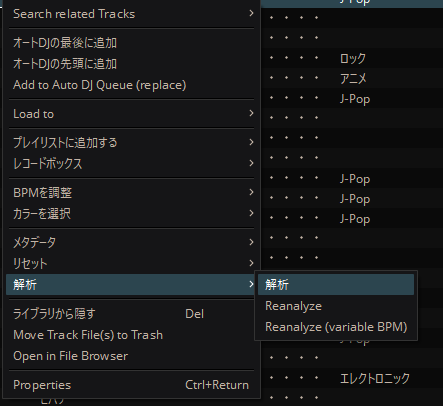 J-Pop
Search related Tracks
オートDJの最後に追加
オートDJの先頭に追加
ロック
アニメ
Add to Auto DJ Queue (replace)
J-Pop
Load to
プレイリストに追加する
レコードボックス
J-Pop
BPMを調整
J-Pop
カラーを選択
J-Pop
メタデータ
リセット
解析
解析
Reanalyze
ライブラリから隠す Del
Reanalyze (variable BPM)
Move Track File(s) to Trash
J-Pop
Open in File Browser
エレクトロニック
Properties Ctrl+Return